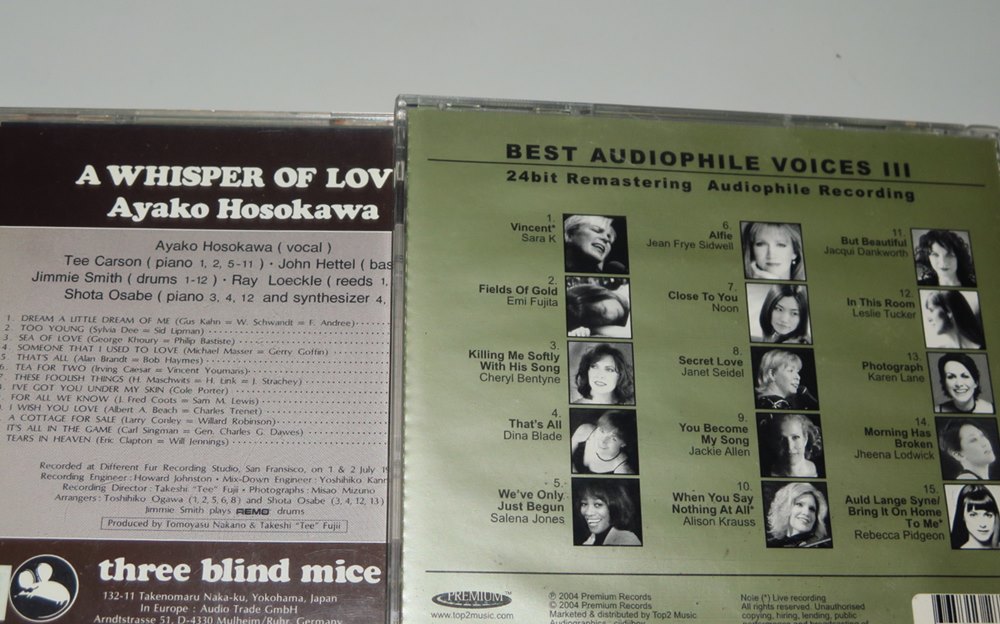 A WHISPER OF LOV
Ayako Hosokawa
Ayako Hosokawa ( vocal )
Tee Carson ( piano 1, 2, 5-11 ) · John Hettel ( bas
Jimmie Smith ( drums 1-12 ) · Ray Loeckle ( reeds 1,
Shota Osabe ( piano 3, 4, 12 and synthesizer 4,
1. DREAM A LITTLE DREAM OF ME (Gus Kahn = W. Schwandt = F. Andree)
2. TOO YOUNG (Sylvia Dee = Sid Lipman)
3. SEA OF LOVE (George Khoury = Philip Bastiste)
4. SOMEONE THAT I USED TO LOVE (Michael Masser = Gerry Goffin)
5. THAT'S ALL (Alan Brandt = Bob Haymes)
TEA FOR TWO (Irving Caesar = Vincent Youmans)
THESE FOOLISH THINGS (H. Maschwits = H. Link = J. Strachey)
I'VE GOT YOU UNDER MY SKIN (Cole Porter)
FOR ALL WE KNOW (J. Fred Coots = Sam M. Lewis)
I WISH YOU LOVE (Albert A. Beach = Charles Trenet)
A COTTAGE FOR SALE (Larry Conley = Willard Robison)
IT'S ALL IN THE GAME (Carl Singman = Gen. Charles G. Dawes)
TEARS IN HEAVEN (Eric Clapton = Will Jennings)
Recorded at Different Fur Recording Studio, San Fransisco, on 1 & 2 July 19
Recording Engineer : Howard Johnston · Mix-Down Engineer : Yoshihiko Kann
Recording Director : Takeshi "Tee" Fujii · Photographs : Misao Mizuno
Arrangers : Toshihiko Ogawa (1, 2, 5, 6, 8) and Shota Osabe (3, 4, 12, 13)
Jimmie Smith plays REMO drums
Produced by Tomoyasu Nakano & Takeshi "Tee" Fujii
three blind mice
132-11 Takenomaru Naka-ku, Yokohama, Japan
In Europe : Audio Trade GmbH
Arndtstrasse 51, D-4330 Mulheim/Ruhr, Germany
BEST AUDIOPHILE VOICES III
24bit Remastering Audiophile Recording
1.
Vincent*
Sara K
2.
Fields Of Gold
Emi Fujita
3.
Killing Me Softly
With His Song
Cheryl Bentyne
4.
That's All
Dina Blade
5.
We've Only
Just Begun
Salena Jones
6.
Alfie
Jean Frye Sidwell
7.
Close To You
Noon
8.
Secret Love
Janet Seidel
9.
You Become
My Song
Jackie Allen
10.
When You Say
Nothing At All*
Alison Krauss
11.
But Beautiful
Jacqui Dankworth
12.
In This Room
Leslie Tucker
13.
Photograph
Karen Lane
14.
Morning Has
Broken
Jheena Lodwick
15.
Auld Lange Syne/
Bring It On Home
To Me*
Rebecca Pidgeon
PREMIUM
www.top2music.com
℗ 2004 Premium Records
© 2004 Premium Records
Marketed & distributed by Top2 Music
Note (*) Live recording
All rights reserved. Unauthorised
copying, hiring, lending, public